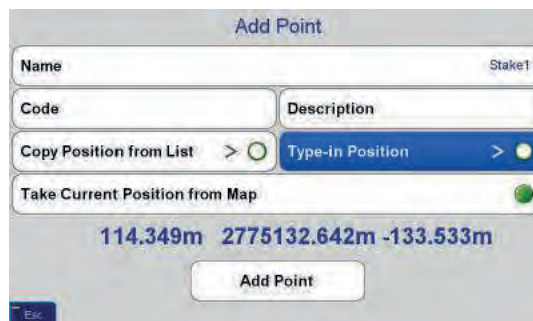 Add Point
Name Stake1
Code Description
Copy Position from List > Type-in Position >
Take Current Position from Map
114.349m 2775132.642m -133.533m
Add Point
Esc